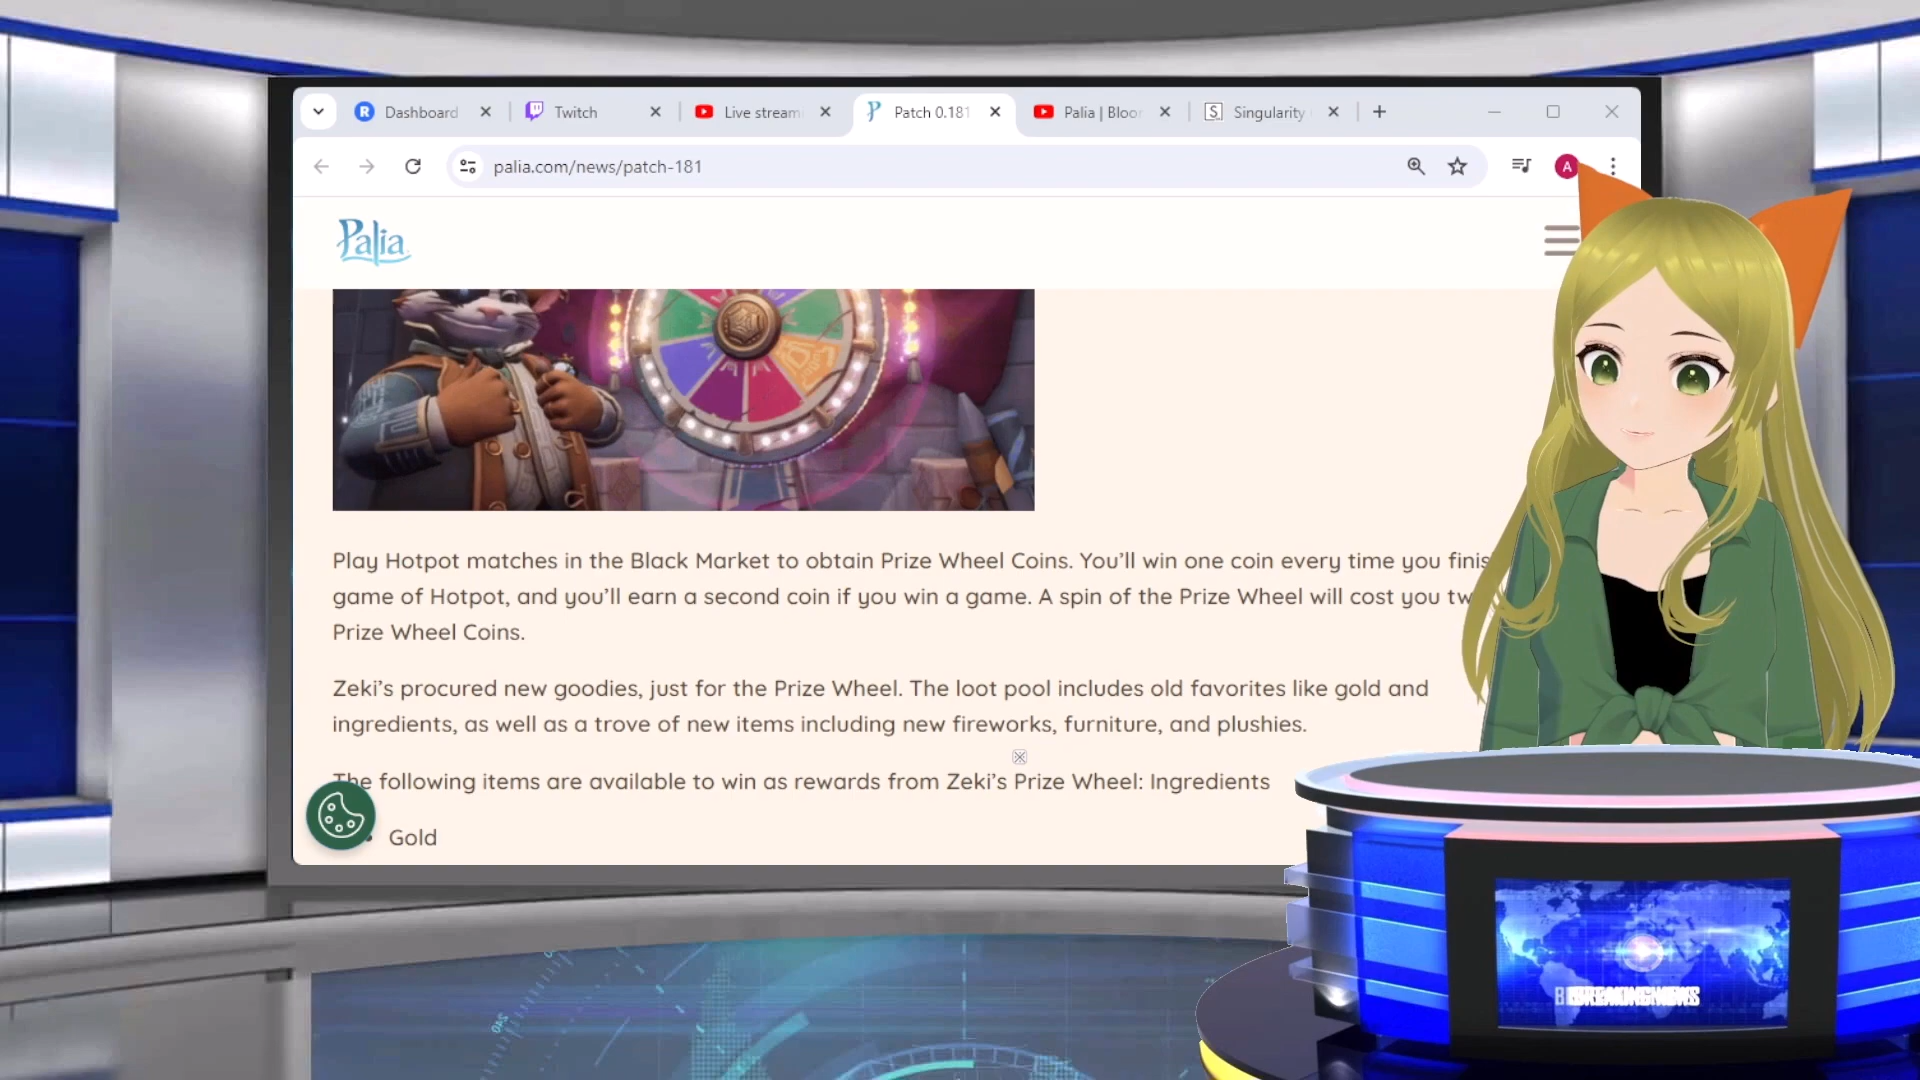 Dashboard
Twitch
Live stream
Patch 0.181
Palia | Bloo
Singularity
palia.com/news/patch-181
A
Palia
Play Hotpot matches in the Black Market to obtain Prize Wheel Coins. You’ll win one coin every time you finis
game of Hotpot, and you’ll earn a second coin if you win a game. A spin of the Prize Wheel will cost you tw
Prize Wheel Coins.
Zeki’s procured new goodies, just for the Prize Wheel. The loot pool includes old favorites like gold and
ingredients, as well as a trove of new items including new fireworks, furniture, and plushies.
The following items are available to win as rewards from Zeki’s Prize Wheel: Ingredients
Gold
240